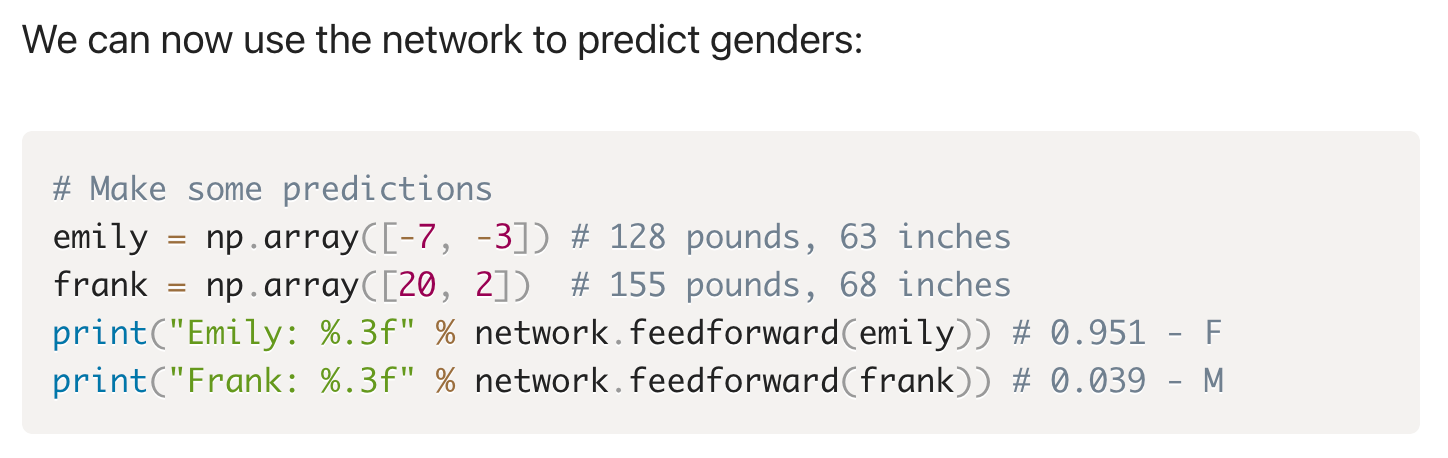 We can now use the network to predict genders:
# Make some predictions
emily = np.array([-7, -3]) # 128 pounds, 63 inches
frank = np.array([20, 2])  # 155 pounds, 68 inches
print("Emily: %.3f" % network.feedforward(emily)) # 0.951 - F
print("Frank: %.3f" % network.feedforward(frank)) # 0.039 - M